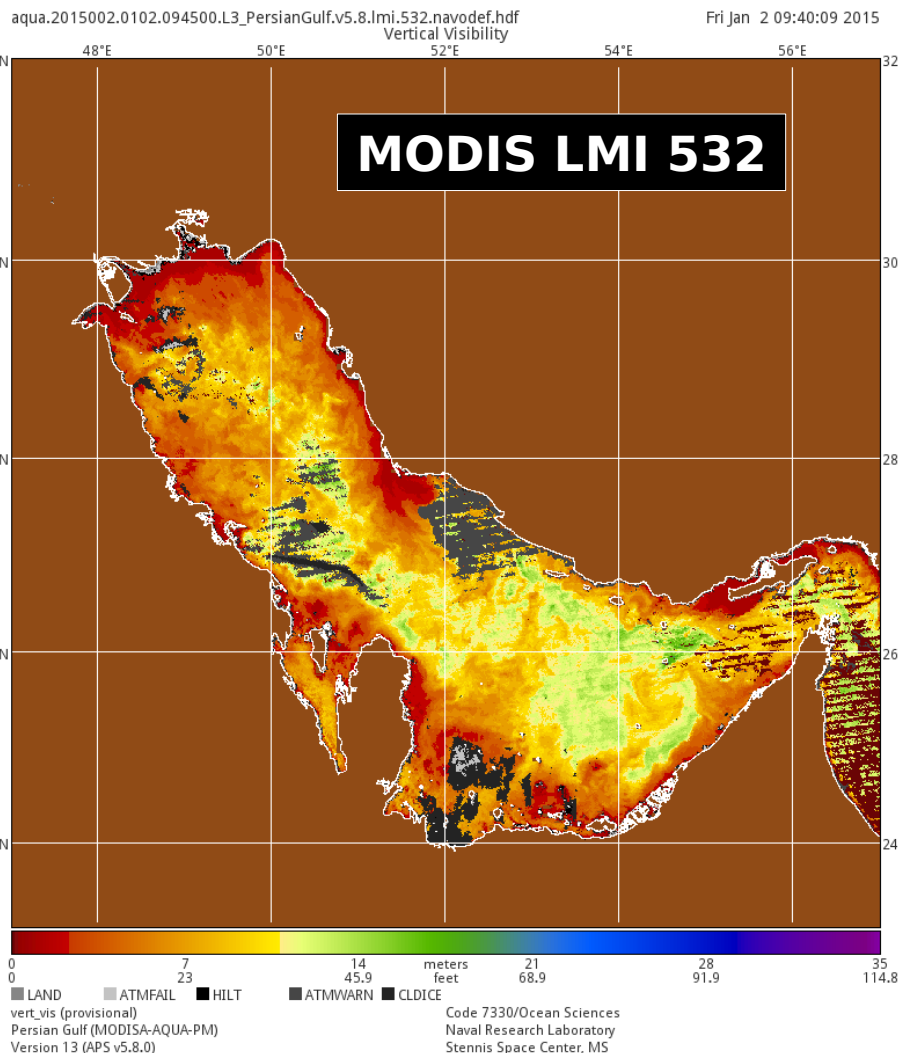 aqua.2015002.0102.094500.L3_PersianGulf.v5.8.lmi.532.navodef.hdf Fri Jan 2 09:40:09 2015
Vertical Visibility
48°E 50°E 52°E 54°E 56°E
N 32
MODIS LMI 532
N 30
N 28
N 26
N 24
0 7 14 meters 21 28 35
0 23 45.9 feet 68.9 91.9 114.8
LAND ATMFAIL HILT ATMWARN CLDICE
vert_vis (provisional) Code 7330/Ocean Sciences
Persian Gulf (MODISA-AQUA-PM) Naval Research Laboratory
Version 13 (APS v5.8.0) Stennis Space Center, MS